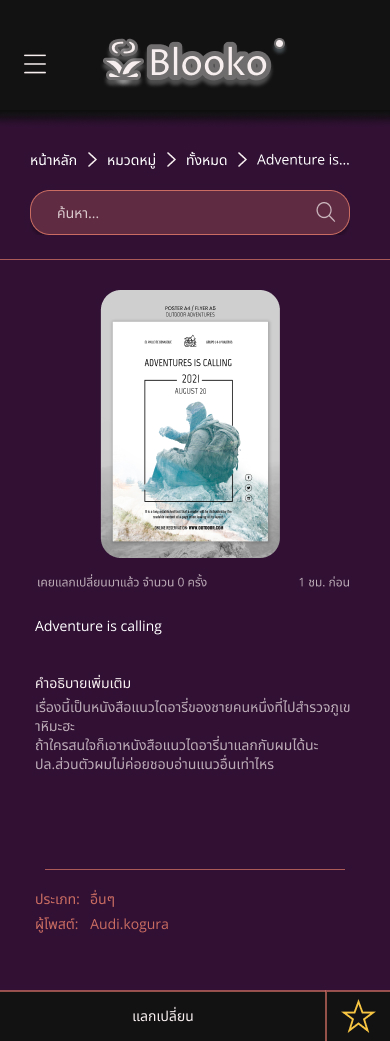 Blooko
หน้าหลัก > หมวดหมู่ > ทั้งหมด > Adventure is...
ค้นหา...
POSTER A4 / FLYER A5
OUTDOOR ADVENTURES
ADVENTURES IS CALLING
2021
AUGUST 20
ONLINE RESERVATION: WWW.OUTDOOR.COM
เคยแลกเปลี่ยนมาแล้ว จำนวน 0 ครั้ง 1 ชม. ก่อน
Adventure is calling
คำอธิบายเพิ่มเติม
เรื่องนี้เป็นหนังสือแนวไดอารี่ของชายคนหนึ่งที่ไปสำรวจภูเข
าหิมะฮะ
ถ้าใครสนใจก็เอาหนังสือแนวไดอารี่มาแลกกับผมได้นะ
ปล.ส่วนตัวผมไม่ค่อยชอบอ่านแนวอื่นเท่าไหร
ประเภท: อื่นๆ
ผู้โพสต์: Audi.kogura
แลกเปลี่ยน